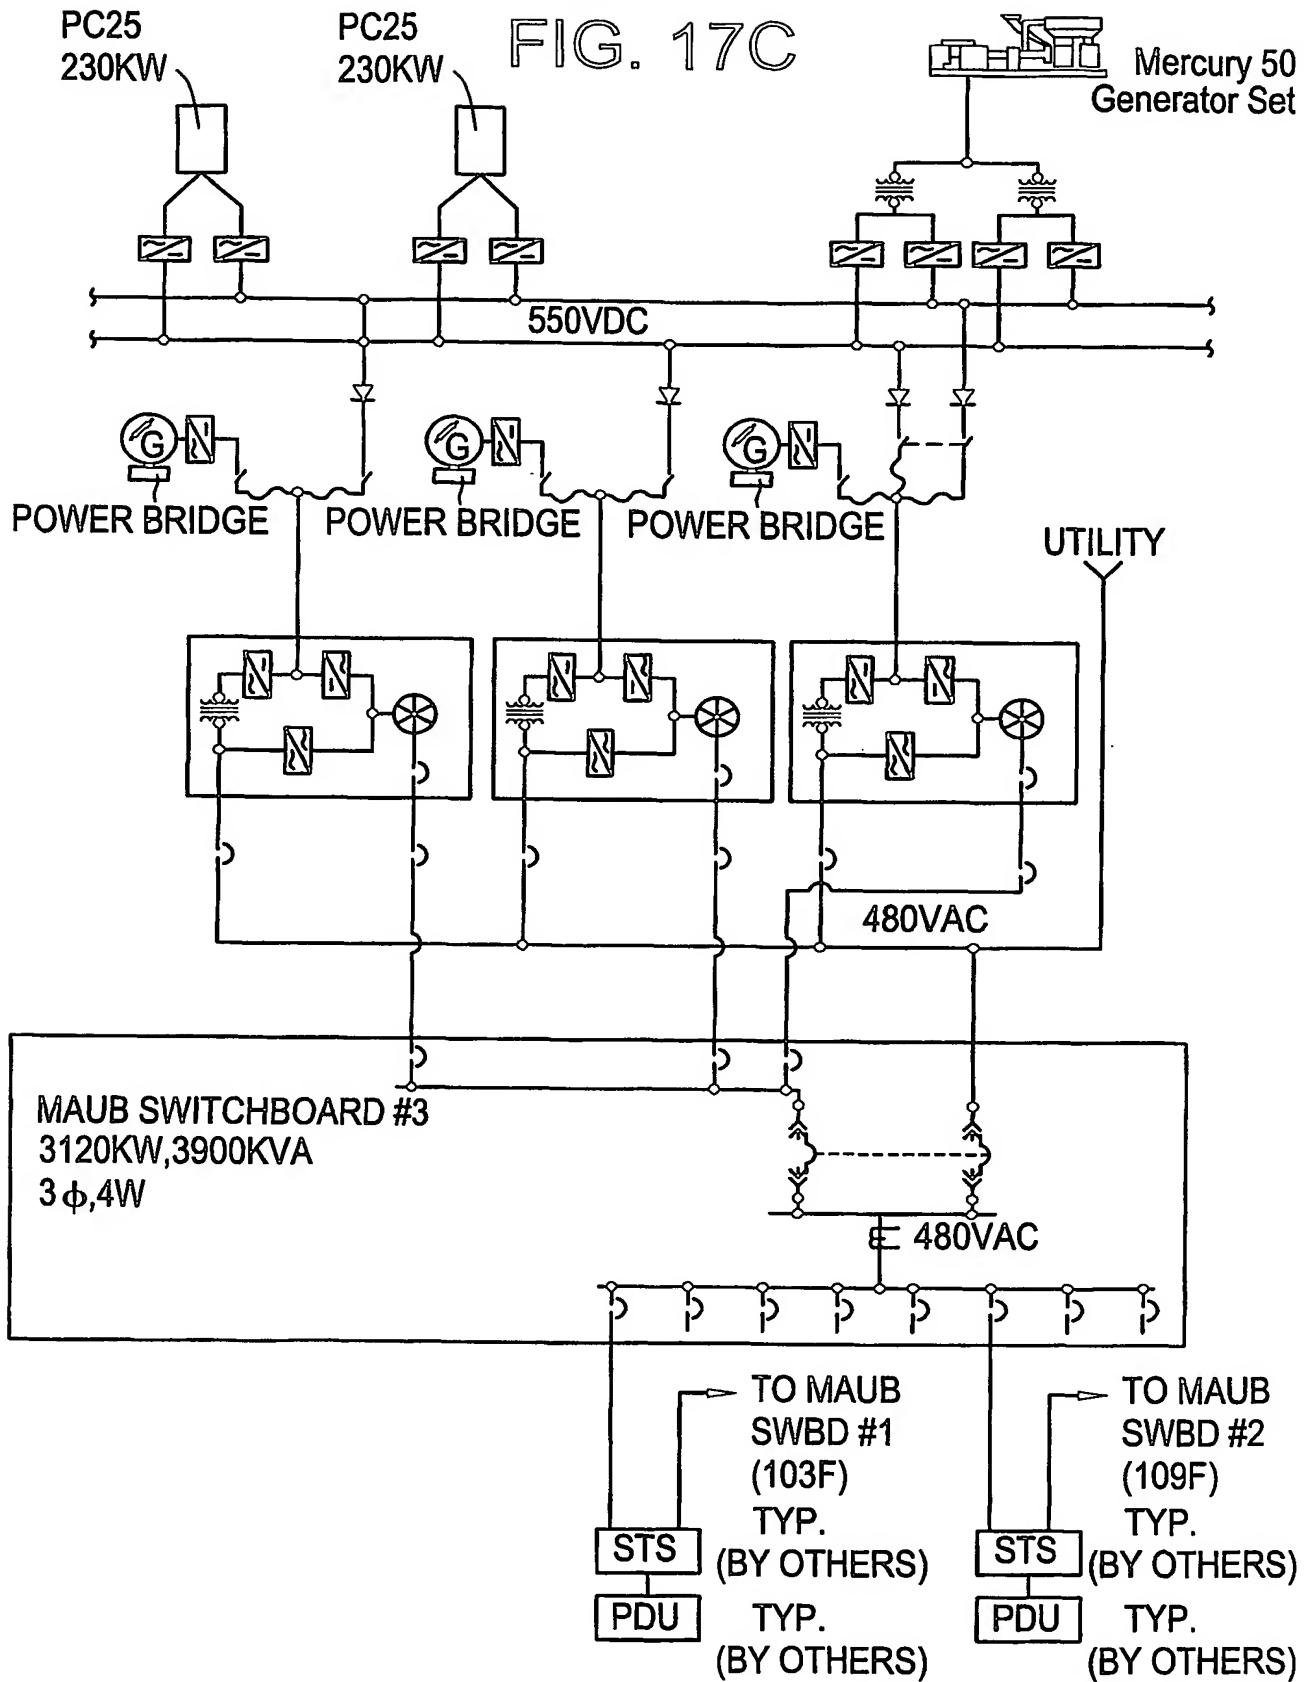 PC25
230KW
PC25
230KW
FIG. 17C
Mercury 50
Generator Set
550VDC
G
G
G
POWER BRIDGE
POWER BRIDGE
POWER BRIDGE
UTILITY
480VAC
MAUB SWITCHBOARD #3
3120KW,3900KVA
3 ϕ,4W
480VAC
TO MAUB
SWBD #1
(103F)
TYP.
(BY OTHERS)
STS
PDU
TYP.
(BY OTHERS)
TO MAUB
SWBD #2
(109F)
TYP.
(BY OTHERS)
STS
PDU
TYP.
(BY OTHERS)